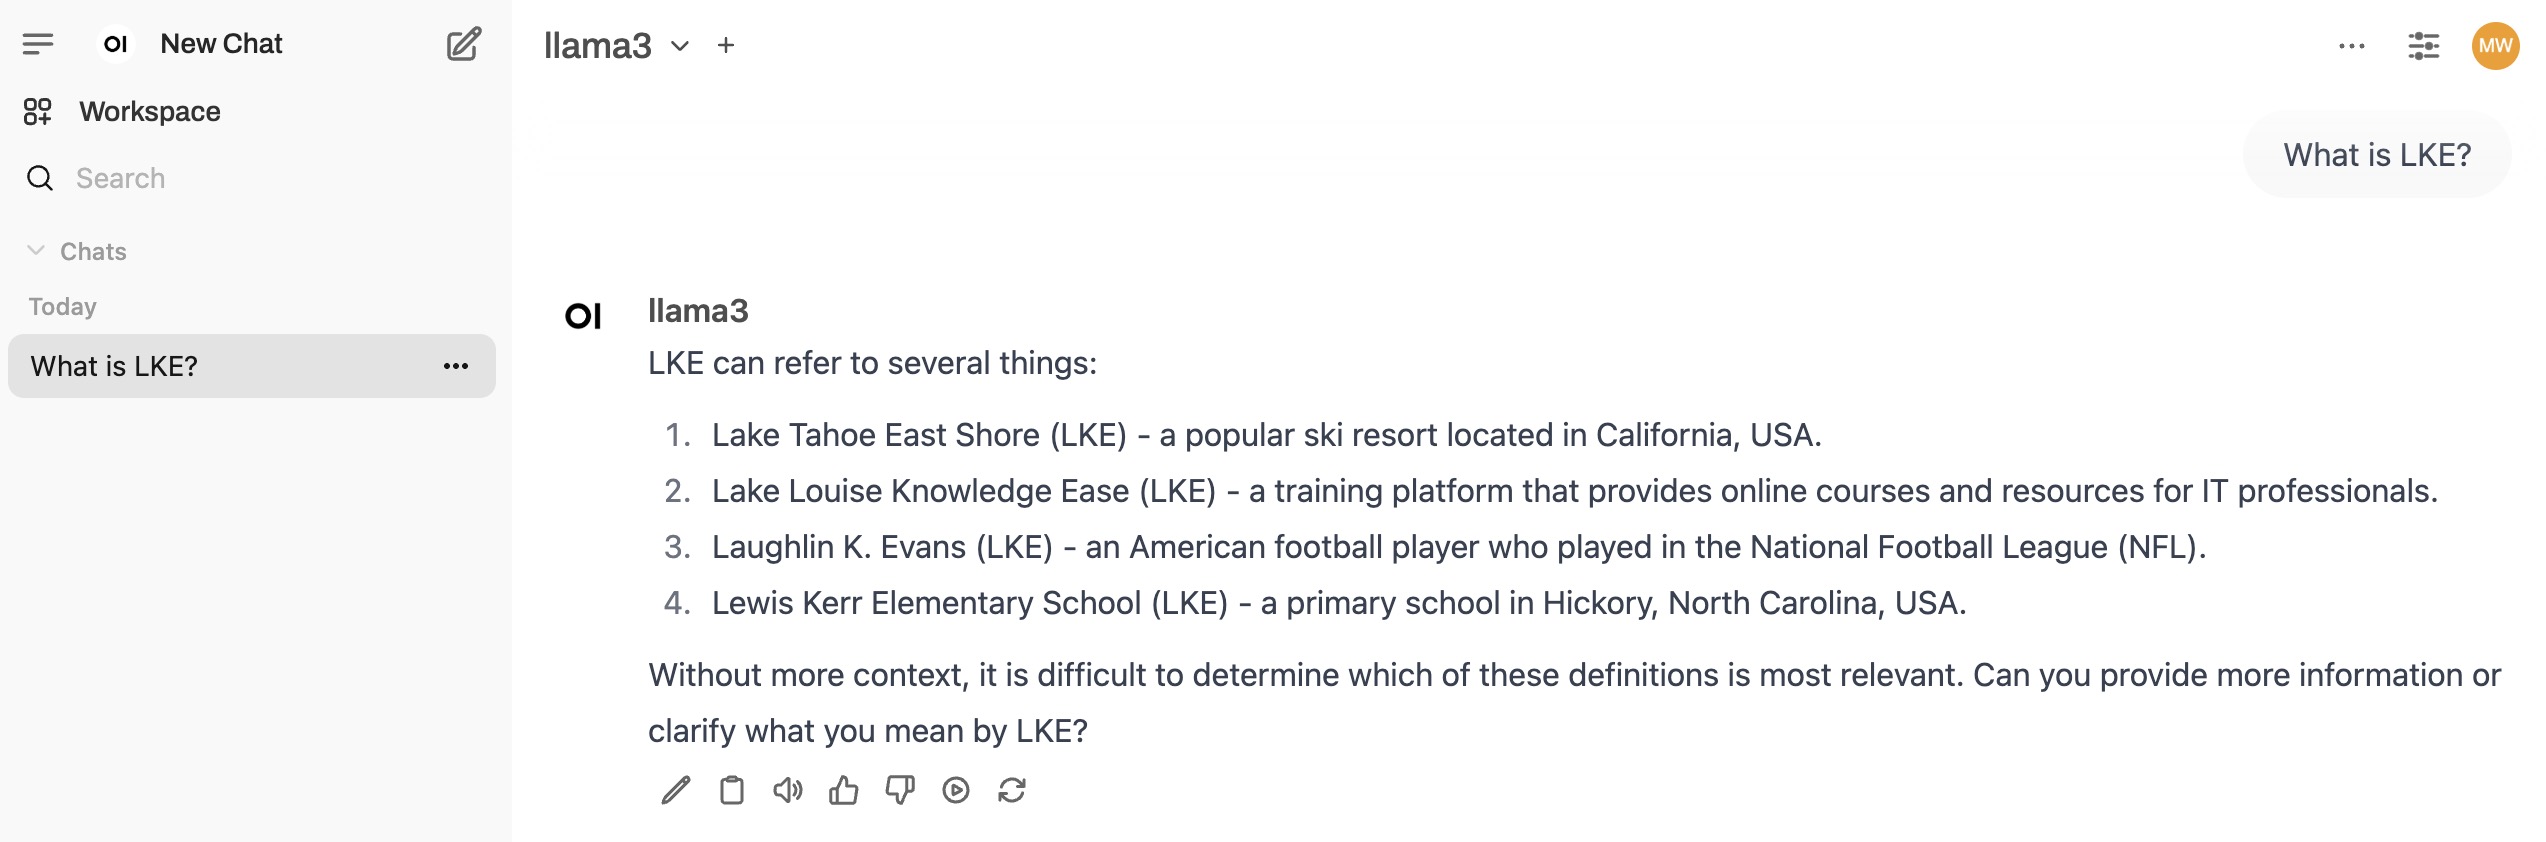 OI New Chat
Workspace
Search
Chats
Today
What is LKE?
llama3
MW
What is LKE?
OI llama3
LKE can refer to several things:
1. Lake Tahoe East Shore (LKE) - a popular ski resort located in California, USA.
2. Lake Louise Knowledge Ease (LKE) - a training platform that provides online courses and resources for IT professionals.
3. Laughlin K. Evans (LKE) - an American football player who played in the National Football League (NFL).
4. Lewis Kerr Elementary School (LKE) - a primary school in Hickory, North Carolina, USA.
Without more context, it is difficult to determine which of these definitions is most relevant. Can you provide more information or
clarify what you mean by LKE?